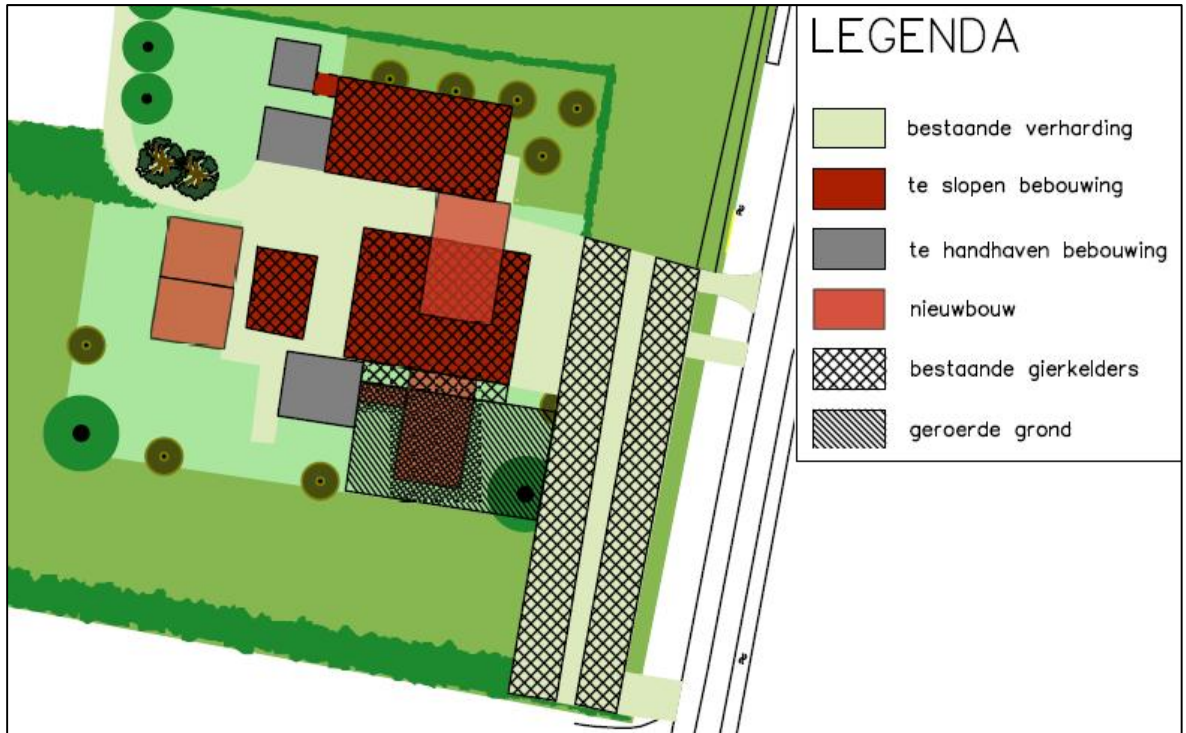 LEGENDA
bestaande verharding
te slopen bebouwing
te handhaven bebouwing
nieuwbouw
bestaande gierkelders
geroerde grond